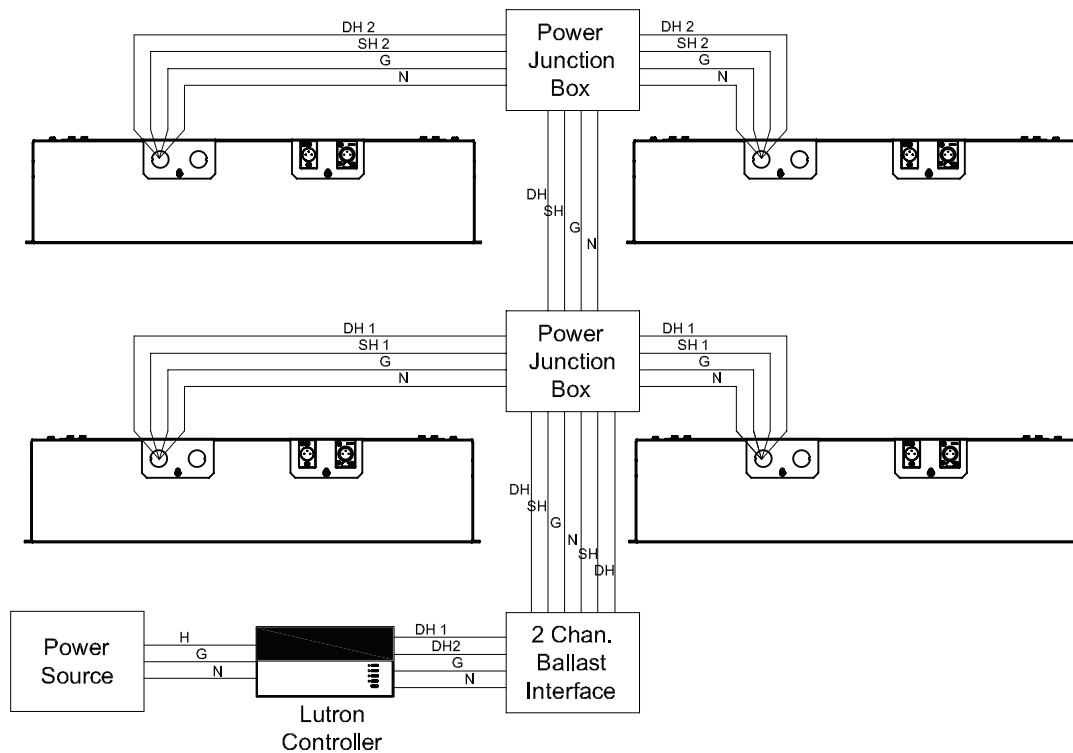 DH 2
SH 2
G
N
Power
Junction
Box
DH 2
SH 2
G
N
DH
SH
G
N
DH 1
SH 1
G
N
Power
Junction
Box
DH 1
SH 1
G
N
DH
SH
G
N
SH
DH
Power
Source
H
G
N
Lutron
Controller
DH 1
DH2
G
N
2 Chan.
Ballast
Interface